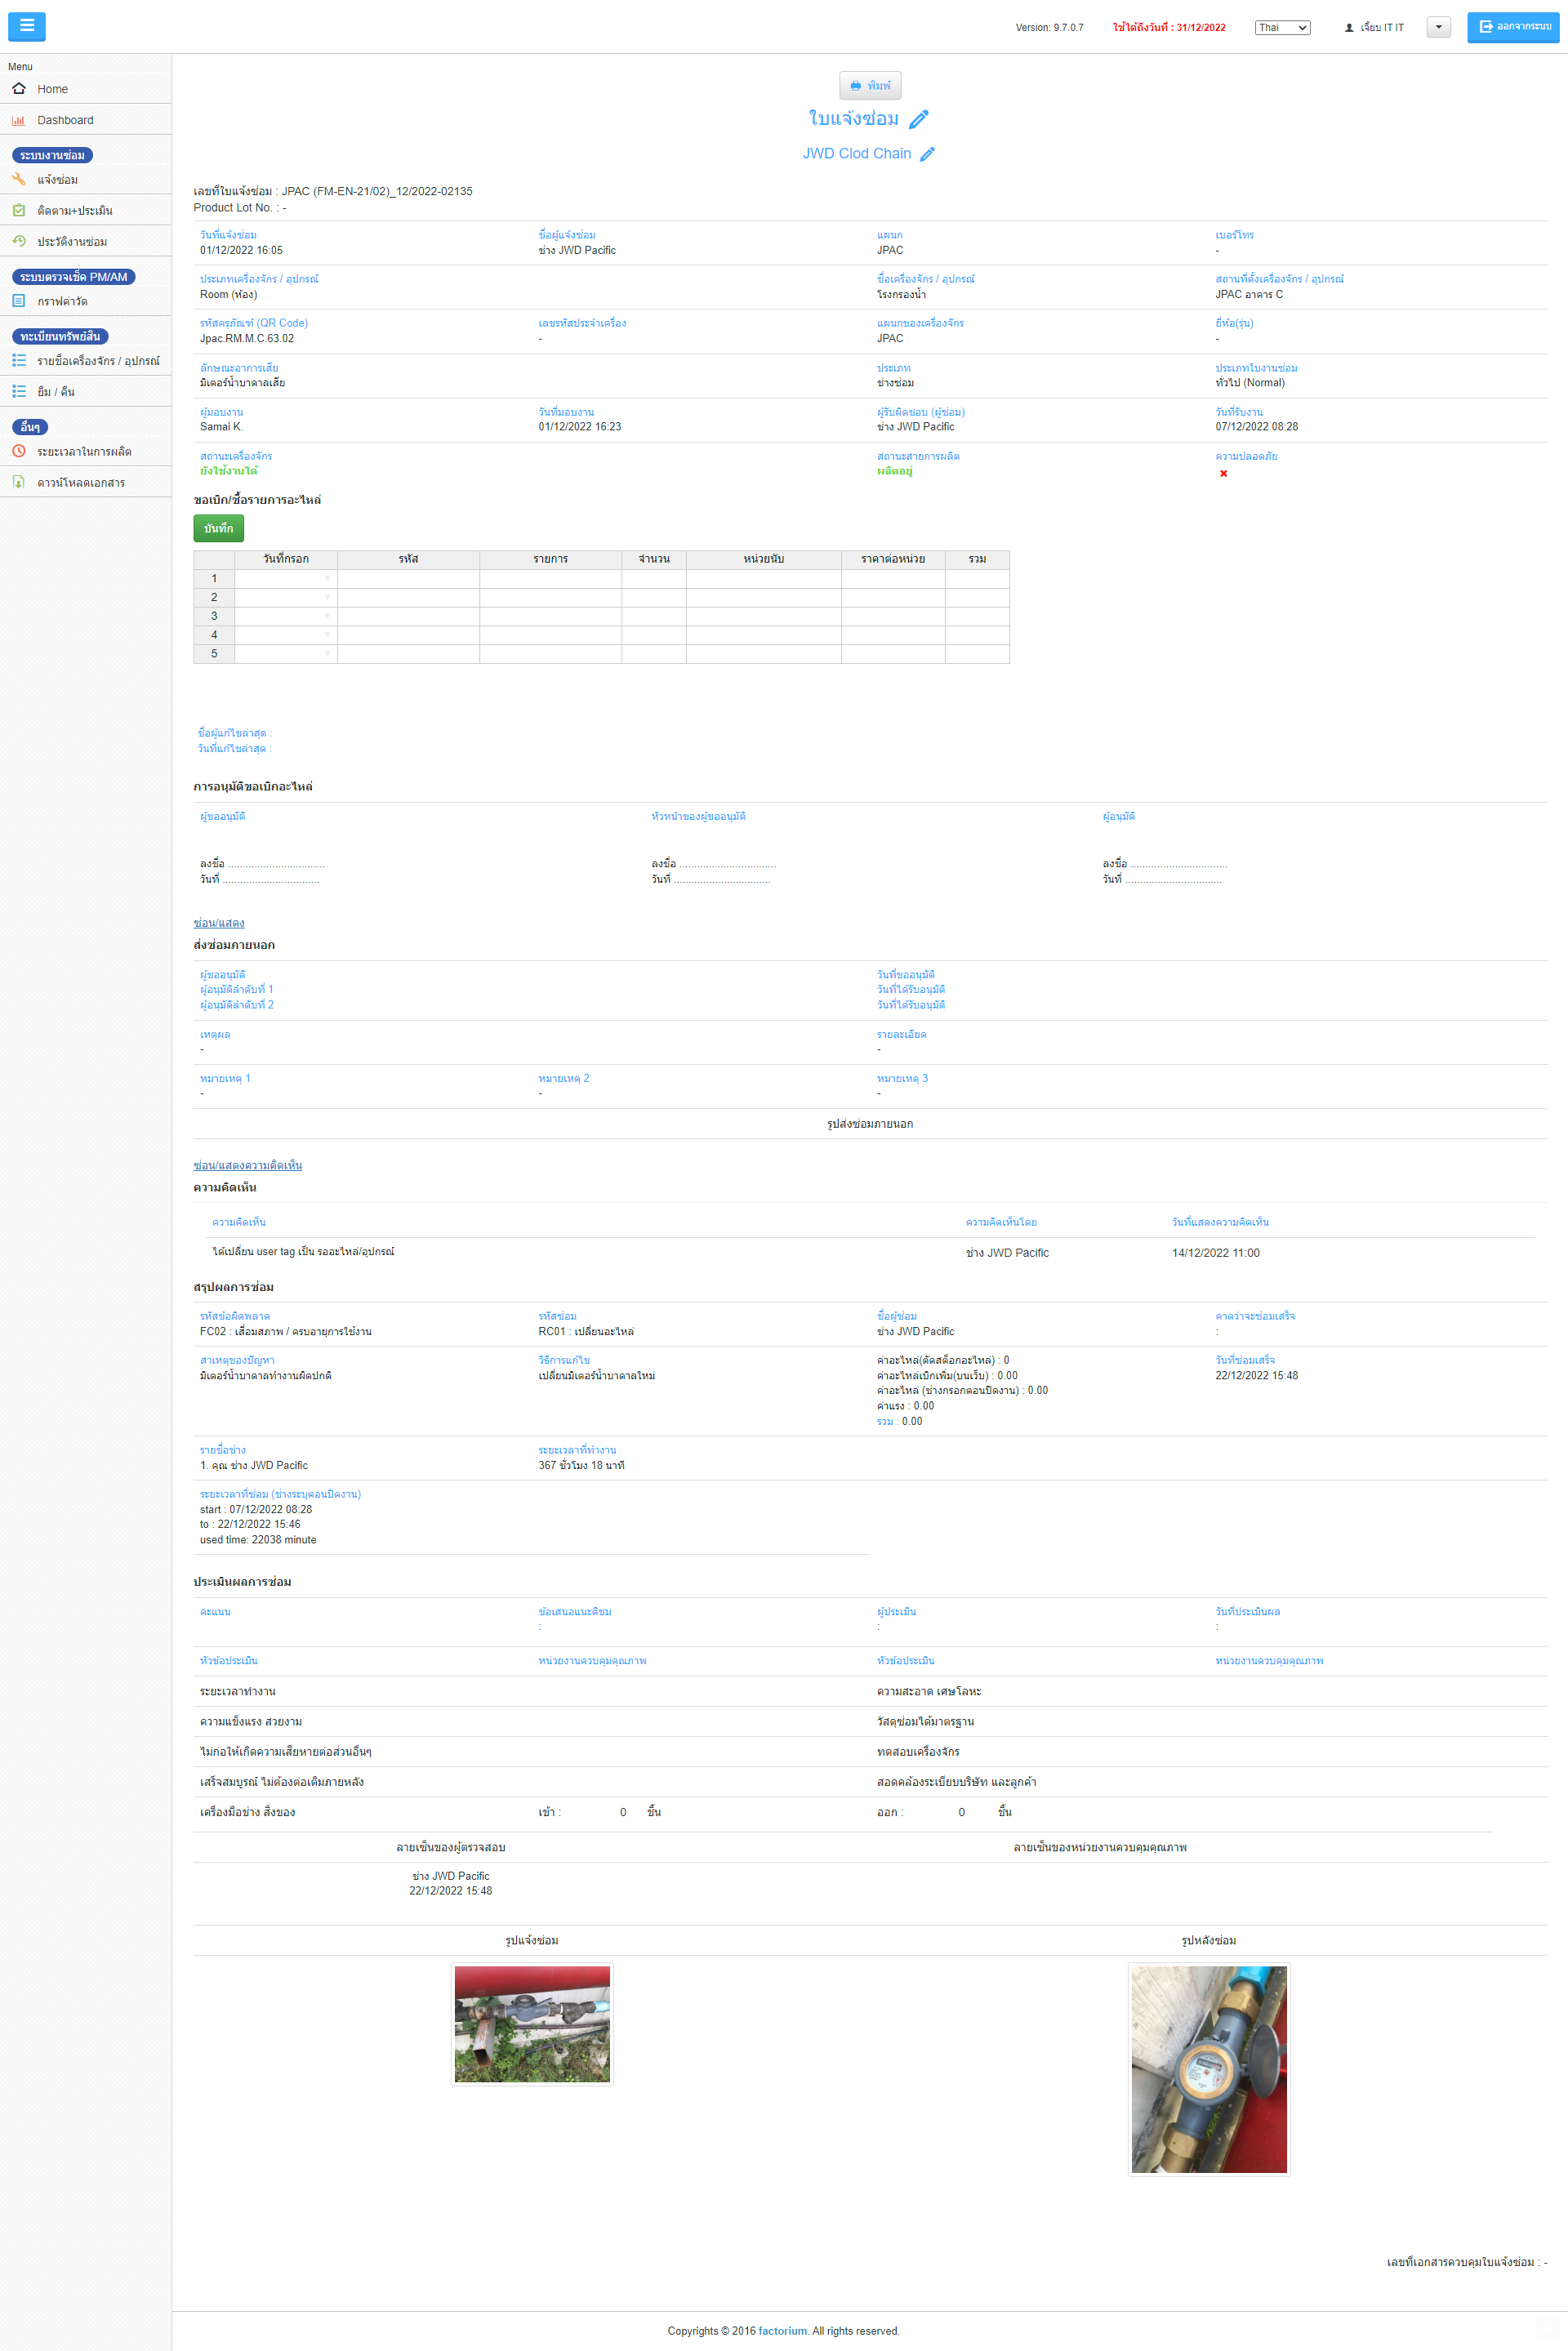 Version: 9.7.0.7 ใช้ได้ถึงวันที่ : 31/12/2022 Thai เจี๊ยบ IT IT ออกจากระบบ
Menu
Home
Dashboard
ระบบงานซ่อม
แจ้งซ่อม
ติดตาม+ประเมิน
ประวัติงานซ่อม
ระบบตรวจเช็ค PM/AM
กราฟค่าวัด
ทะเบียนทรัพย์สิน
รายชื่อเครื่องจักร / อุปกรณ์
ยืม / คืน
อื่นๆ
ระยะเวลาในการผลิต
ดาวน์โหลดเอกสาร
พิมพ์
ใบแจ้งซ่อม
JWD Clod Chain
เลขที่ใบแจ้งซ่อม : JPAC (FM-EN-21/02)_12/2022-02135
Product Lot No. : -
วันที่แจ้งซ่อม ชื่อผู้แจ้งซ่อม แผนก เบอร์โทร
01/12/2022 16:05 ช่าง JWD Pacific JPAC -
ประเภทเครื่องจักร / อุปกรณ์ ชื่อเครื่องจักร / อุปกรณ์ สถานที่ตั้งเครื่องจักร / อุปกรณ์
Room (ห้อง) โรงกรองน้ำ JPAC อาคาร C
รหัสครุภัณฑ์ (QR Code) เลขรหัสประจำเครื่อง แผนกของเครื่องจักร ยี่ห้อ(รุ่น)
Jpac.RM.M.C.63.02 - JPAC -
ลักษณะอาการเสีย ประเภท ประเภทใบงานซ่อม
มิเตอร์น้ำบาดาลเสีย ช่างซ่อม ทั่วไป (Normal)
ผู้มอบงาน วันที่มอบงาน ผู้รับผิดชอบ (ผู้ซ่อม) วันที่รับงาน
Samai K. 01/12/2022 16:23 ช่าง JWD Pacific 07/12/2022 08:28
สถานะเครื่องจักร สถานะสายการผลิต ความปลอดภัย
ยังใช้งานได้ ผลิตอยู่
ขอเบิก/ซื้อรายการอะไหล่
บันทึก
วันที่กรอก รหัส รายการ จำนวน หน่วยนับ ราคาต่อหน่วย รวม
1
2
3
4
5
ชื่อผู้แก้ไขล่าสุด :
วันที่แก้ไขล่าสุด :
การอนุมัติขอเบิกอะไหล่
ผู้ขออนุมัติ หัวหน้าของผู้ขออนุมัติ ผู้อนุมัติ
ลงชื่อ ................................. ลงชื่อ ................................. ลงชื่อ .................................
วันที่ ................................. วันที่ ................................. วันที่ .................................
ซ่อน/แสดง
ส่งซ่อมภายนอก
ผู้ขออนุมัติ วันที่ขออนุมัติ
ผู้อนุมัติลำดับที่ 1 วันที่ได้รับอนุมัติ
ผู้อนุมัติลำดับที่ 2 วันที่ได้รับอนุมัติ
เหตุผล รายละเอียด
- -
หมายเหตุ 1 หมายเหตุ 2 หมายเหตุ 3
- - -
รูปส่งซ่อมภายนอก
ซ่อน/แสดงความคิดเห็น
ความคิดเห็น
ความคิดเห็น ความคิดเห็นโดย วันที่แสดงความคิดเห็น
ได้เปลี่ยน user tag เป็น รออะไหล่/อุปกรณ์ ช่าง JWD Pacific 14/12/2022 11:00
สรุปผลการซ่อม
รหัสข้อผิดพลาด รหัสซ่อม ชื่อผู้ซ่อม คาดว่าจะซ่อมเสร็จ
FC02 : เสื่อมสภาพ / ครบอายุการใช้งาน RC01 : เปลี่ยนอะไหล่ ช่าง JWD Pacific :
สาเหตุของปัญหา วิธีการแก้ไข ค่าอะไหล่(ตัดสต็อกอะไหล่) : 0 วันที่ซ่อมเสร็จ
มิเตอร์น้ำบาดาลทำงานผิดปกติ เปลี่ยนมิเตอร์น้ำบาดาลใหม่ ค่าอะไหล่เบิกเพิ่ม(บนเว็บ) : 0.00 22/12/2022 15:48
ค่าอะไหล่ (ช่างกรอกตอนปิดงาน) : 0.00
ค่าแรง : 0.00
รวม : 0.00
รายชื่อช่าง ระยะเวลาที่ทำงาน
1. คุณ ช่าง JWD Pacific 367 ชั่วโมง 18 นาที
ระยะเวลาที่ซ่อม (ช่างระบุตอนปิดงาน)
start : 07/12/2022 08:28
to : 22/12/2022 15:46
used time: 22038 minute
ประเมินผลการซ่อม
คะแนน ข้อเสนอแนะติชม ผู้ประเมิน วันที่ประเมินผล
: : :
หัวข้อประเมิน หน่วยงานควบคุมคุณภาพ หัวข้อประเมิน หน่วยงานควบคุมคุณภาพ
ระยะเวลาทำงาน ความสะอาด เศษโลหะ
ความแข็งแรง สวยงาม วัสดุซ่อมได้มาตรฐาน
ไม่ก่อให้เกิดความเสียหายต่อส่วนอื่นๆ ทดสอบเครื่องจักร
เสร็จสมบูรณ์ ไม่ต้องต่อเติมภายหลัง สอดคล้องระเบียบบริษัท และลูกค้า
เครื่องมือช่าง สิ่งของ เข้า : 0 ชิ้น ออก : 0 ชิ้น
ลายเซ็นของผู้ตรวจสอบ ลายเซ็นของหน่วยงานควบคุมคุณภาพ
ช่าง JWD Pacific
22/12/2022 15:48
รูปแจ้งซ่อม รูปหลังซ่อม
เลขที่เอกสารควบคุมใบแจ้งซ่อม : -
Copyrights © 2016 factorium. All rights reserved.